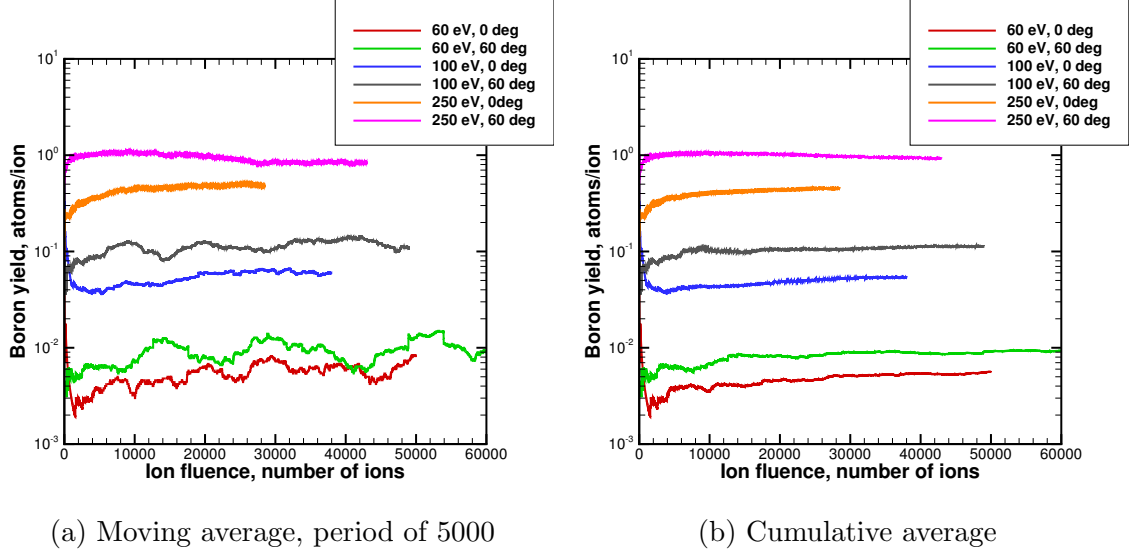 60 eV, 0 deg
60 eV, 60 deg
100 eV, 0 deg
100 eV, 60 deg
250 eV, 0deg
250 eV, 60 deg
Boron yield, atoms/ion
10¹
10⁰
10⁻¹
10⁻²
10⁻³
0 10000 20000 30000 40000 50000 60000
Ion fluence, number of ions
(a) Moving average, period of 5000
60 eV, 0 deg
60 eV, 60 deg
100 eV, 0 deg
100 eV, 60 deg
250 eV, 0deg
250 eV, 60 deg
Boron yield, atoms/ion
10¹
10⁰
10⁻¹
10⁻²
10⁻³
0 10000 20000 30000 40000 50000 60000
Ion fluence, number of ions
(b) Cumulative average